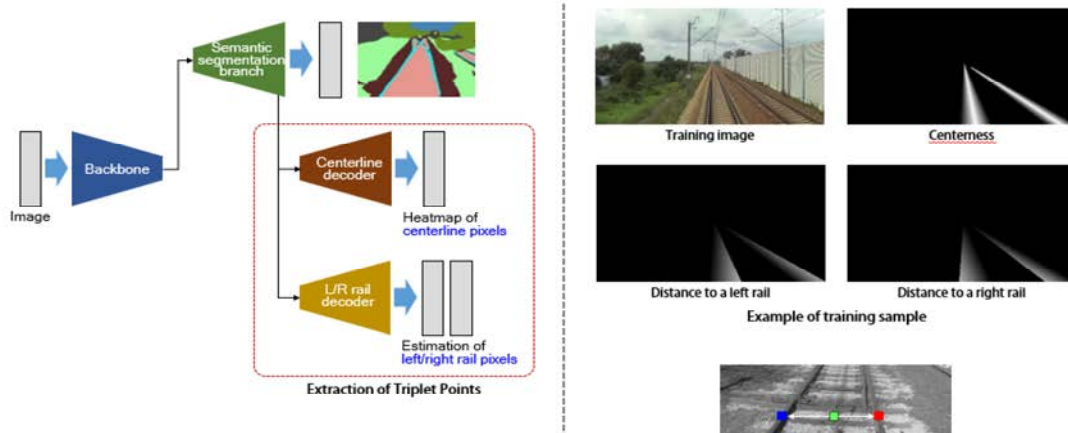 Semantic
segmentation
branch
Backbone
Image
Centerline
decoder
Heatmap of
centerline pixels
L/R rail
decoder
Estimation of
left/right rail pixels
Extraction of Triplet Points
Training image
Centerness
Distance to a left rail
Distance to a right rail
Example of training sample